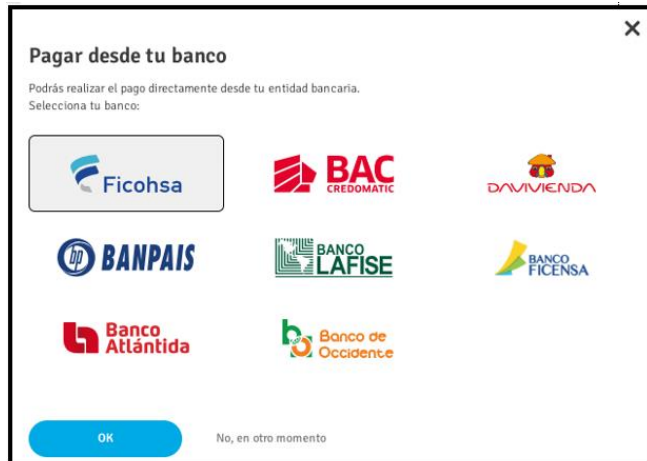 Pagar desde tu banco
Podrás realizar el pago directamente desde tu entidad bancaria.
Selecciona tu banco:
Ficohsa
BAC
CREDOMATIC
DAVIVIENDA
bp BANPAIS
BANCO
LAFISE
BANCO
FICENSA
Banco
Atlántida
Banco de
Occidente
OK
No, en otro momento